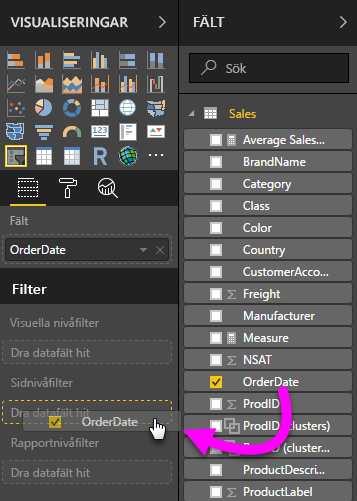 VISUALISERINGAR
Fält
OrderDate
Filter
Visuella nivåfilter
Dra datafält hit
Sidnivåfilter
Dra datafält hit
OrderDate
Rapportnivåfilter
Dra datafält hit
FÄLT
Sök
Sales
Average Sales...
BrandName
Category
Class
Color
Country
CustomerAcco...
Freight
Manufacturer
Measure
NSAT
OrderDate
ProdID
ProdID (clusters)
(cluster...
ProductDescri...
ProductLabel